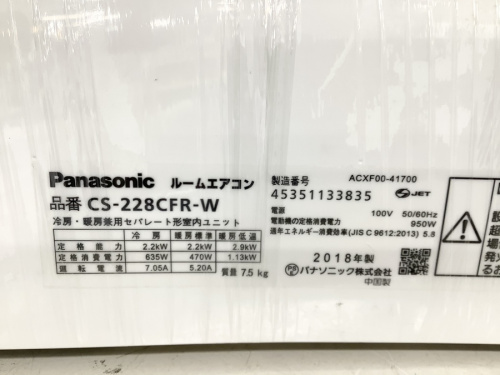 Panasonic ルームエアコン
品番 CS-228CFR-W
冷房・暖房兼用セパレート形室内ユニット
冷房 暖房標準 暖房低温
定格能力 2.2kW 2.2kW 2.9kW
定格消費電力 635W 470W 1.13kW
運転電流 7.05A 5.20A
質量 7.5kg
ACXF00-41700
製造番号
45351133835
JET
電源 100V 50/60Hz
電動機の定格消費電力 950W
通年エネルギー消費効率(JIS C 9612:2013) 5.8
2018年製
パナソニック株式会社
中国製